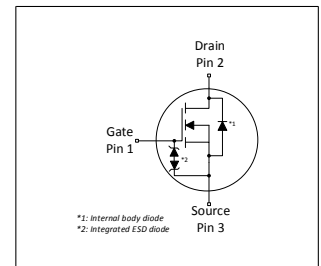 Drain
Pin 2
*1
Gate
Pin 1
*2
Source
Pin 3
*1: Internal body diode
*2: Integrated ESD diode